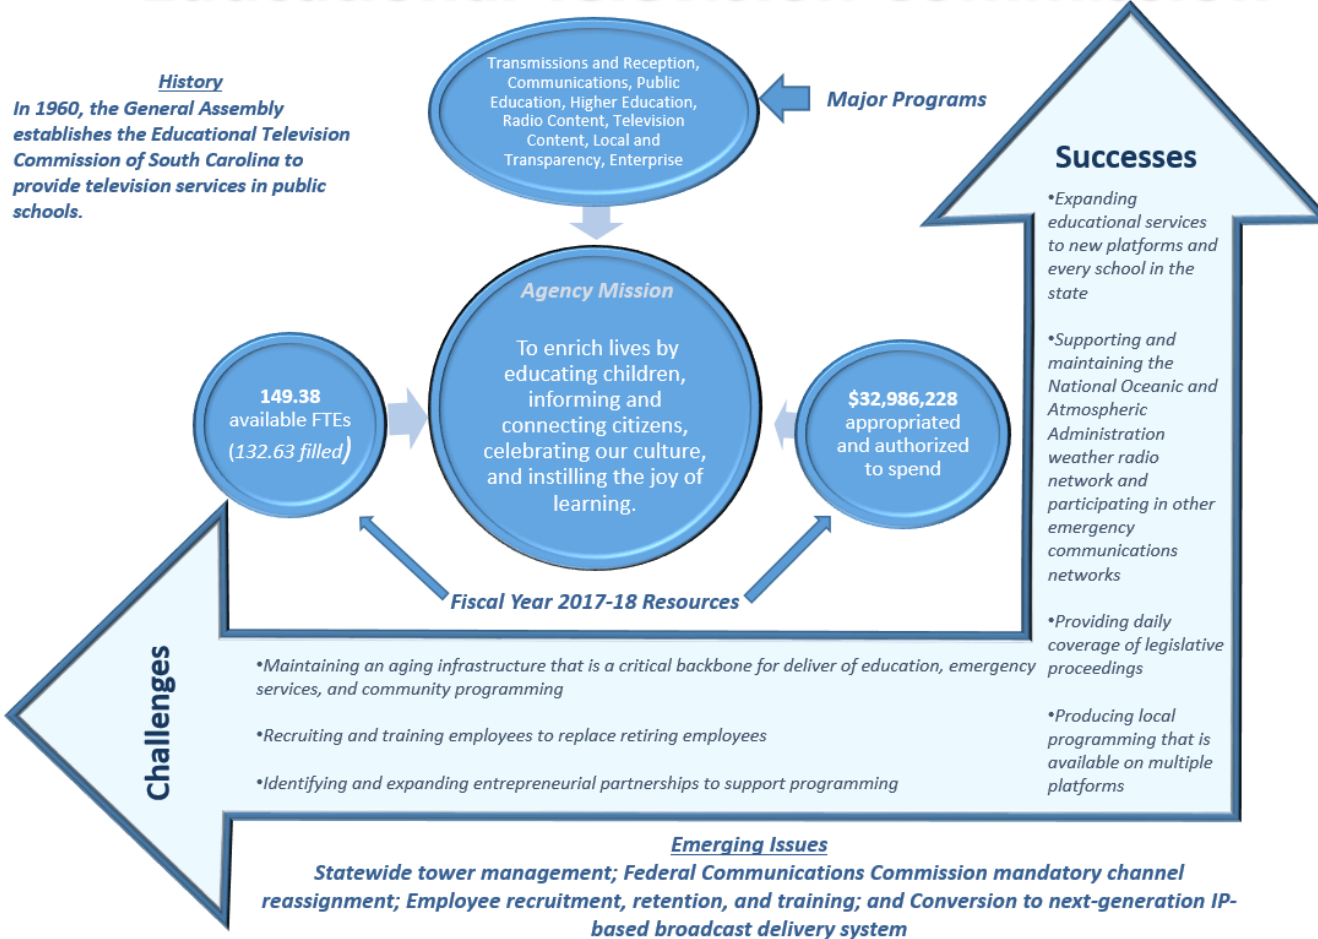 Educational Television Commission
History
In 1960, the General Assembly
establishes the Educational Television
Commission of South Carolina to
provide television services in public
schools.
Transmissions and Reception,
Communications, Public
Education, Higher Education,
Radio Content, Television
Content, Local and
Transparency, Enterprise
Major Programs
Agency Mission
To enrich lives by
educating children,
informing and
connecting citizens,
celebrating our culture,
and instilling the joy of
learning.
149.38
available FTEs
(132.63 filled)
$32,986,228
appropriated
and authorized
to spend
Fiscal Year 2017-18 Resources
Successes
•Expanding
educational services
to new platforms and
every school in the
state
•Supporting and
maintaining the
National Oceanic and
Atmospheric
Administration
weather radio
network and
participating in other
emergency
communications
networks
•Providing daily
coverage of legislative
proceedings
•Producing local
programming that is
available on multiple
platforms
Challenges
•Maintaining an aging infrastructure that is a critical backbone for deliver of education, emergency
services, and community programming
•Recruiting and training employees to replace retiring employees
•Identifying and expanding entrepreneurial partnerships to support programming
Emerging Issues
Statewide tower management; Federal Communications Commission mandatory channel
reassignment; Employee recruitment, retention, and training; and Conversion to next-generation IP-
based broadcast delivery system